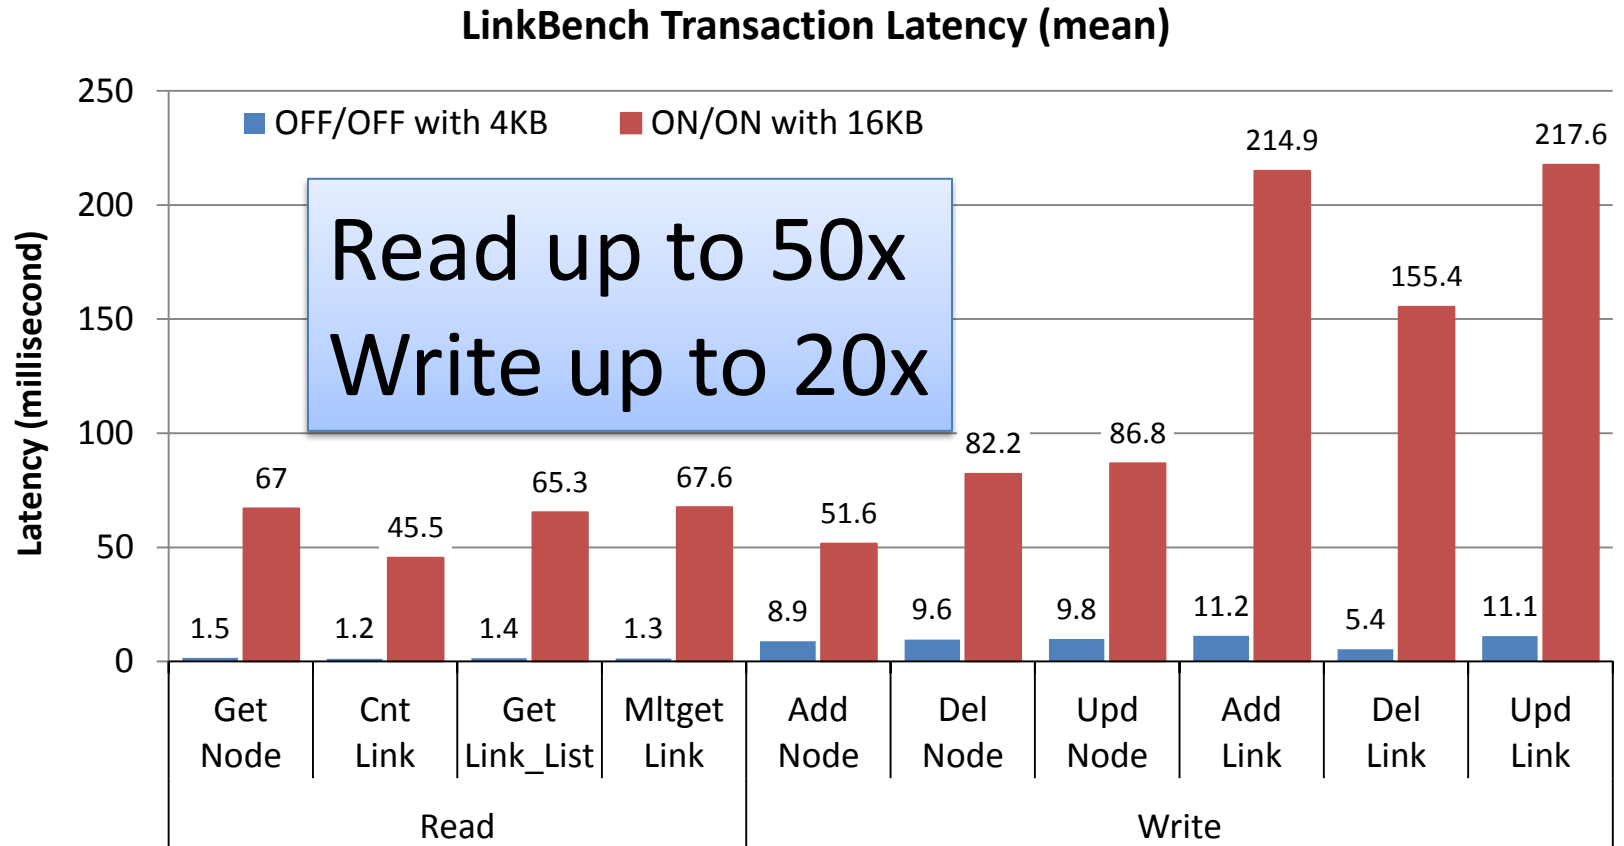 LinkBench Transaction Latency (mean)
Latency (millisecond)
250
200
150
100
50
0
OFF/OFF with 4KB
ON/ON with 16KB
Read up to 50x
Write up to 20x
1.5
67
1.2
45.5
1.4
65.3
1.3
67.6
8.9
51.6
9.6
82.2
9.8
86.8
11.2
214.9
5.4
155.4
11.1
217.6
Get
Node
Cnt
Link
Get
Link_List
Mltget
Link
Add
Node
Del
Node
Upd
Node
Add
Link
Del
Link
Upd
Link
Read
Write